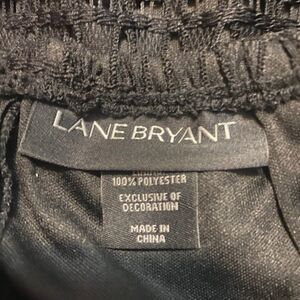 LANE BRYANT
100% POLYESTER
EXCLUSIVE OF
DECORATION
MADE IN
CHINA